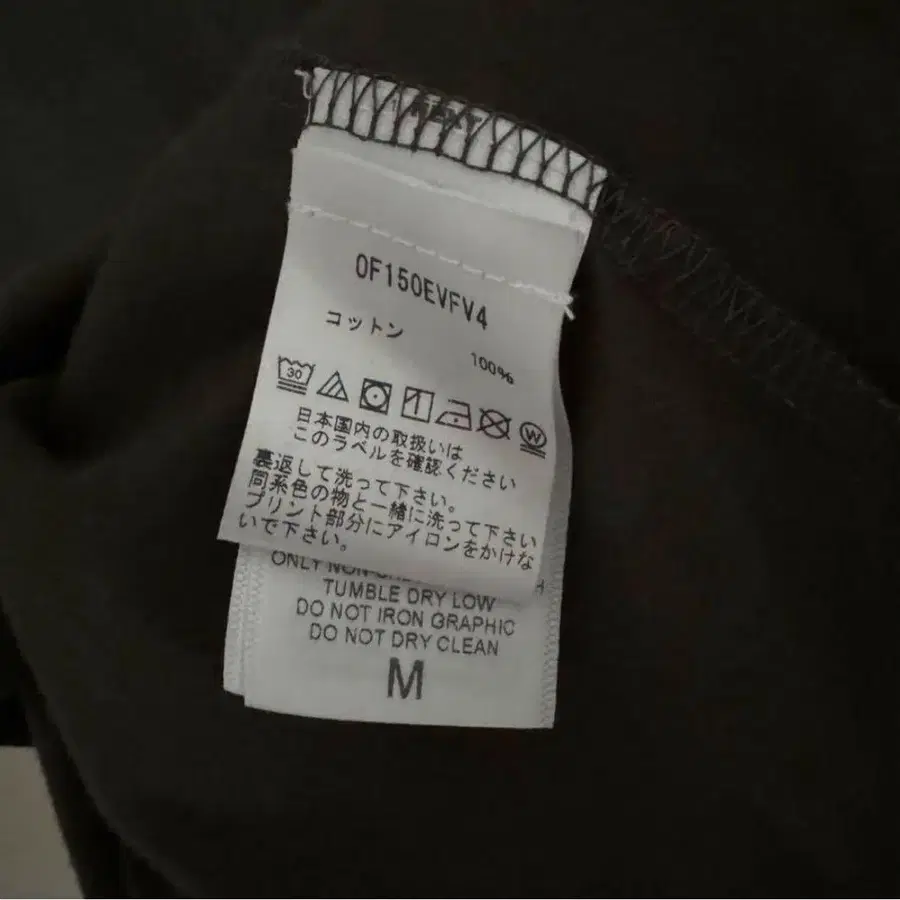 0F150EVFV4
コットン
100%
30
W
日本国内の取扱いは
このラベルを確認ください
裏返して洗って下さい。
同系色の物と一緒に洗って下さい
プリント部分にアイロンをかけな
いで下さい。
ONLY
TUMBLE DRY LOW
DO NOT IRON GRAPHIC
DO NOT DRY CLEAN
M